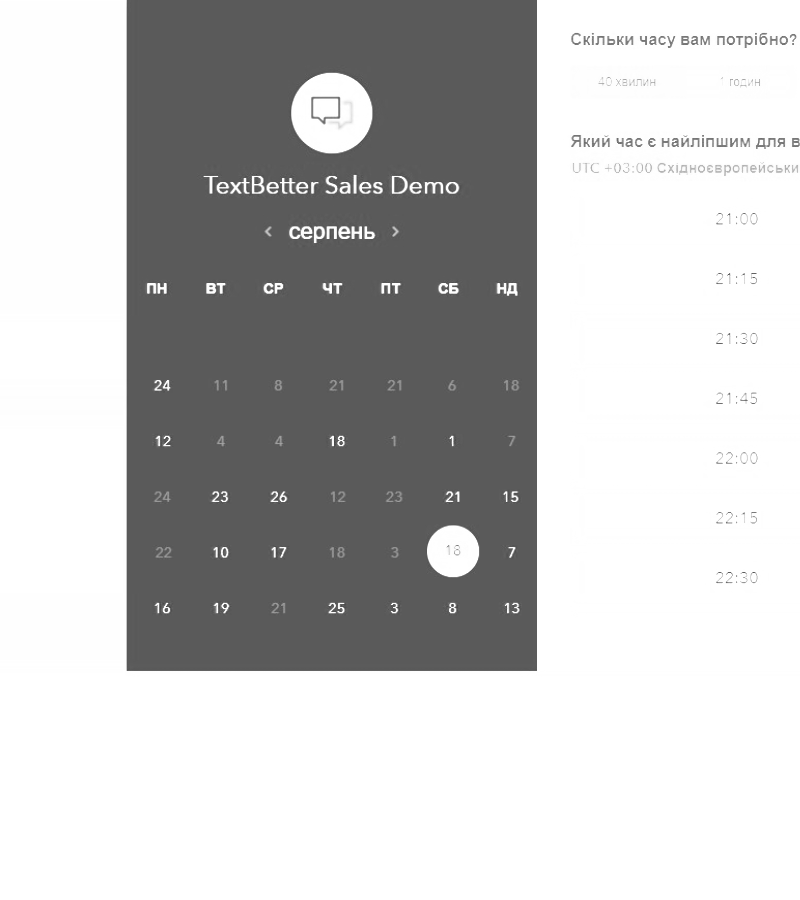 TextBetter Sales Demo
серпень
ПН ВТ СР ЧТ ПТ СБ НД
24 11 8 21 21 6 18
12 4 4 18 1 1 7
24 23 26 12 23 21 15
22 10 17 18 3 18 7
16 19 21 25 3 8 13
Скільки часу вам потрібно?
40 хвилин 1 годин
Який час є найліпшим для в
UTC +03:00 Східноєвропейськи
21:00
21:15
21:30
21:45
22:00
22:15
22:30